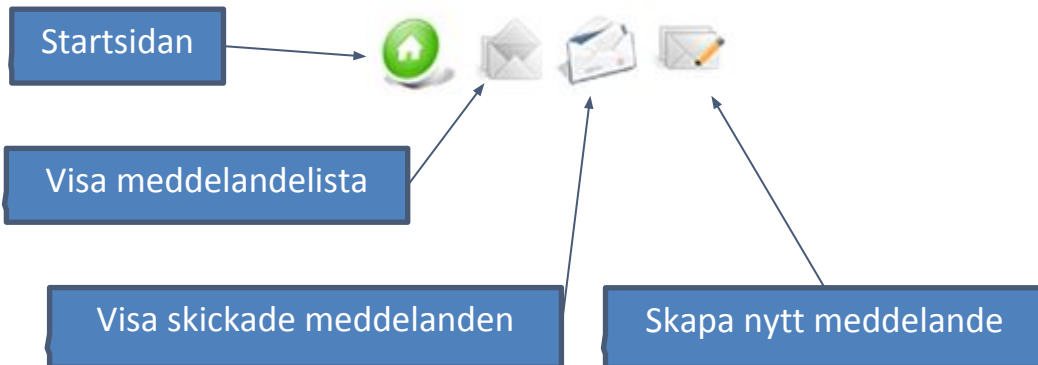 Startsidan
Visa meddelandelista
Visa skickade meddelanden
Skapa nytt meddelande